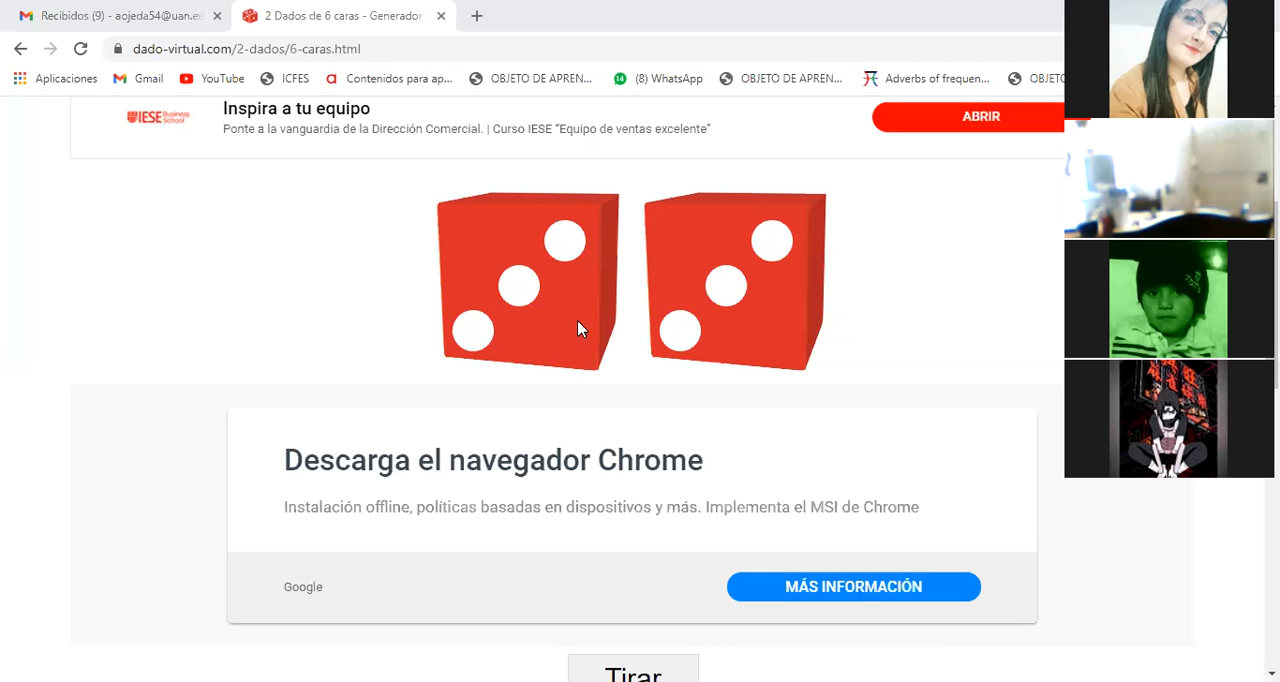 Recibidos (9) - aojeda54@uan.ed
2 Dados de 6 caras - Generador
dado-virtual.com/2-dados/6-caras.html
Aplicaciones Gmail YouTube ICFES Contenidos para ap... OBJETO DE APREN... (8) WhatsApp OBJETO DE APREN... Adverbs of frequen... OBJETO
IESE Business School
Inspira a tu equipo
Ponte a la vanguardia de la Dirección Comercial. | Curso IESE "Equipo de ventas excelente"
ABRIR
Descarga el navegador Chrome
Instalación offline, políticas basadas en dispositivos y más. Implementa el MSI de Chrome
Google
MÁS INFORMACIÓN
Tirar